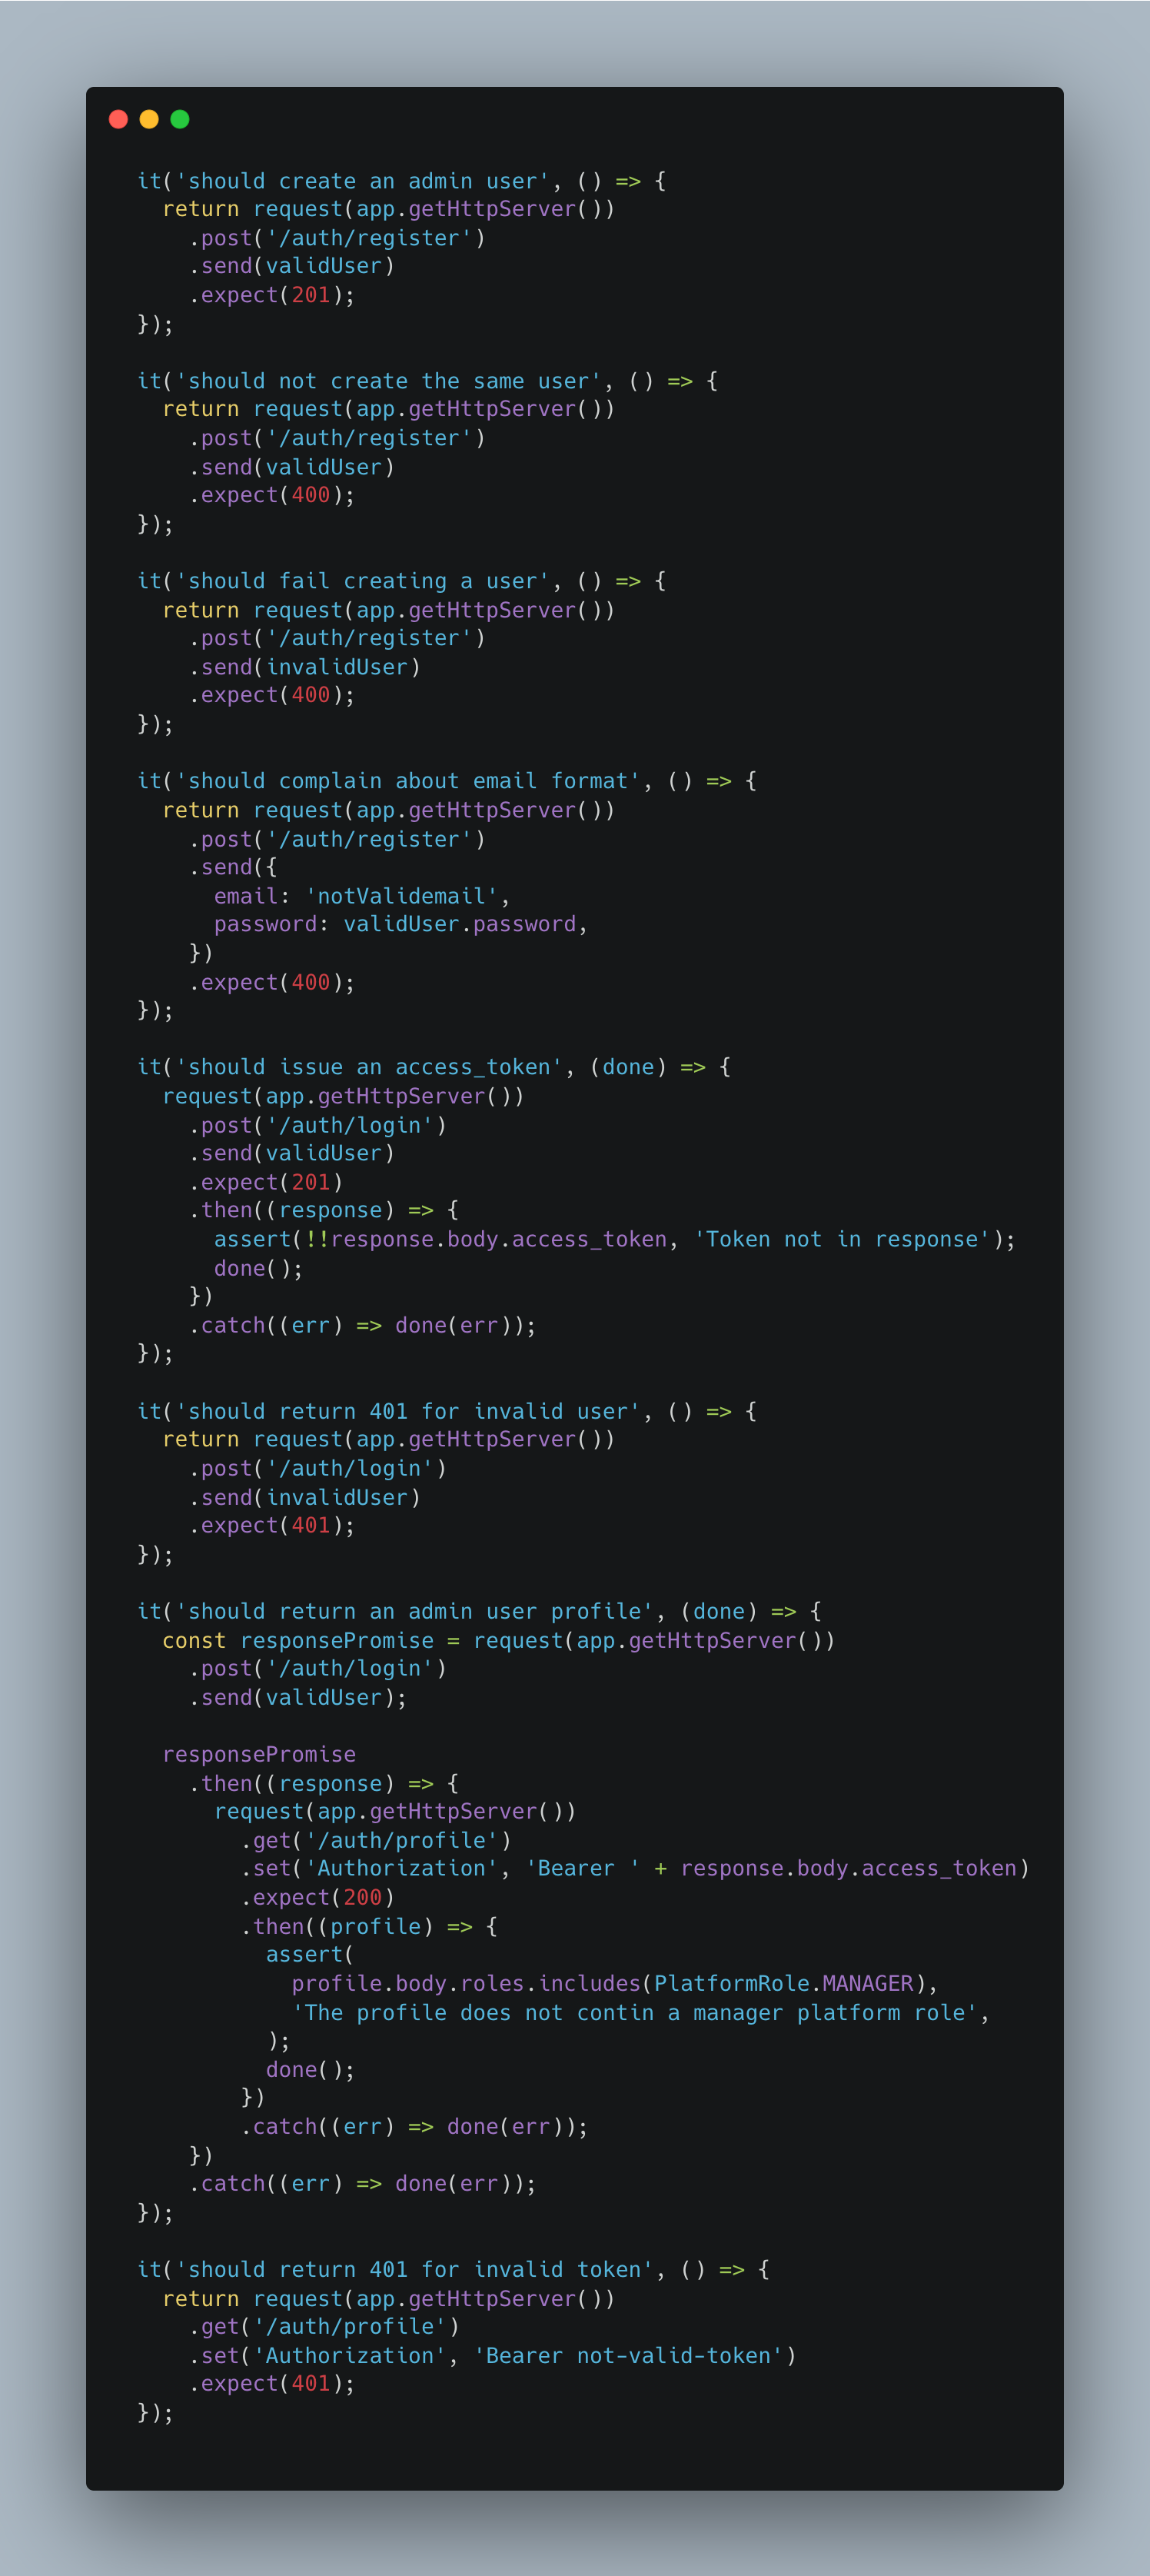 it('should create an admin user', () => {
  return request(app.getHttpServer())
    .post('/auth/register')
    .send(validUser)
    .expect(201);
});

it('should not create the same user', () => {
  return request(app.getHttpServer())
    .post('/auth/register')
    .send(validUser)
    .expect(400);
});

it('should fail creating a user', () => {
  return request(app.getHttpServer())
    .post('/auth/register')
    .send(invalidUser)
    .expect(400);
});

it('should complain about email format', () => {
  return request(app.getHttpServer())
    .post('/auth/register')
    .send({
      email: 'notValidemail',
      password: validUser.password,
    })
    .expect(400);
});

it('should issue an access_token', (done) => {
  request(app.getHttpServer())
    .post('/auth/login')
    .send(validUser)
    .expect(201)
    .then((response) => {
      assert(!!response.body.access_token, 'Token not in response');
      done();
    })
    .catch((err) => done(err));
});

it('should return 401 for invalid user', () => {
  return request(app.getHttpServer())
    .post('/auth/login')
    .send(invalidUser)
    .expect(401);
});

it('should return an admin user profile', (done) => {
  const responsePromise = request(app.getHttpServer())
    .post('/auth/login')
    .send(validUser);

  responsePromise
    .then((response) => {
      request(app.getHttpServer())
        .get('/auth/profile')
        .set('Authorization', 'Bearer ' + response.body.access_token)
        .expect(200)
        .then((profile) => {
          assert(
            profile.body.roles.includes(PlatformRole.MANAGER),
            'The profile does not contin a manager platform role',
          );
          done();
        })
        .catch((err) => done(err));
    })
    .catch((err) => done(err));
});

it('should return 401 for invalid token', () => {
  return request(app.getHttpServer())
    .get('/auth/profile')
    .set('Authorization', 'Bearer not-valid-token')
    .expect(401);
});